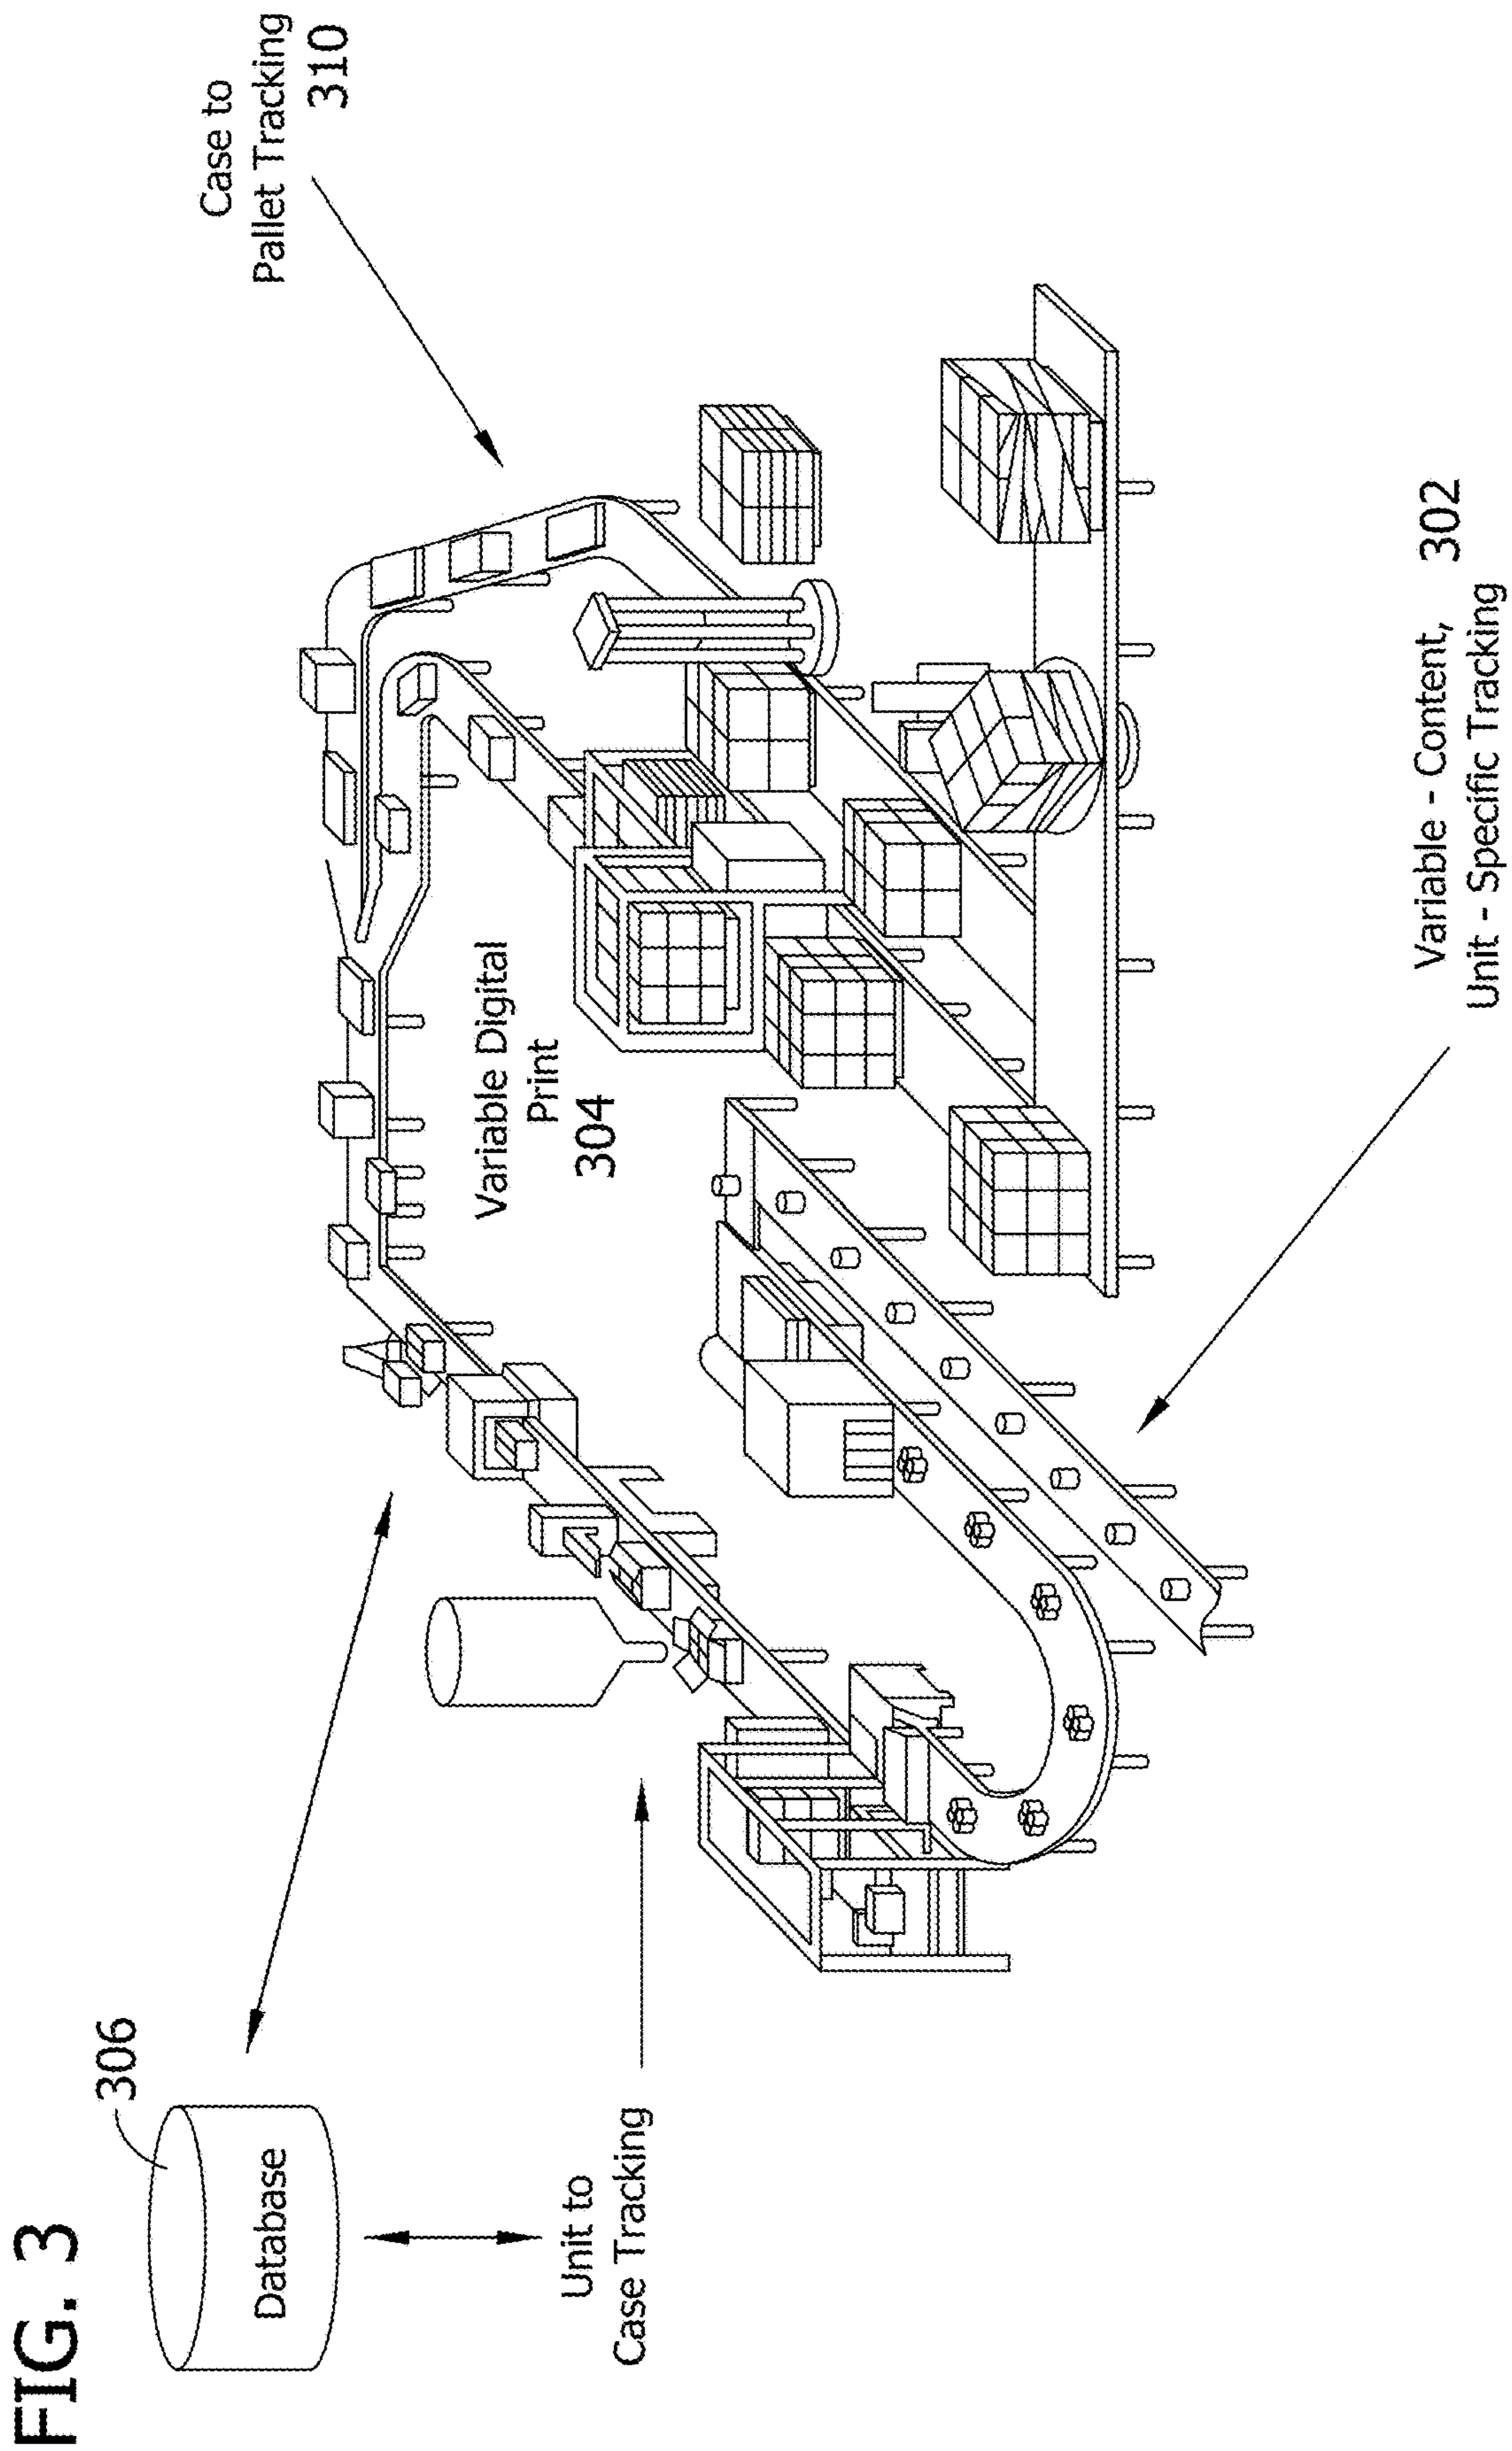 FIG. 3
306
Database
Unit to
Case Tracking
Variable Digital
Print
304
Case to
Pallet Tracking
310
Variable - Content, 302
Unit - Specific Tracking